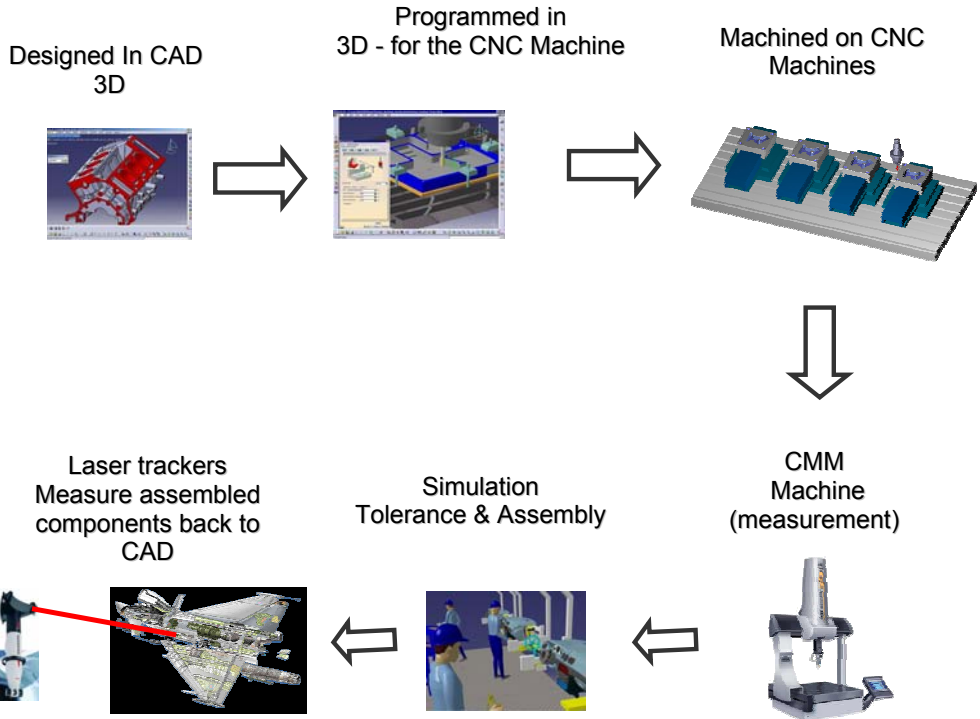 Designed In CAD
3D
Programmed in
3D - for the CNC Machine
Machined on CNC
Machines
CMM
Machine
(measurement)
Simulation
Tolerance & Assembly
Laser trackers
Measure assembled
components back to
CAD